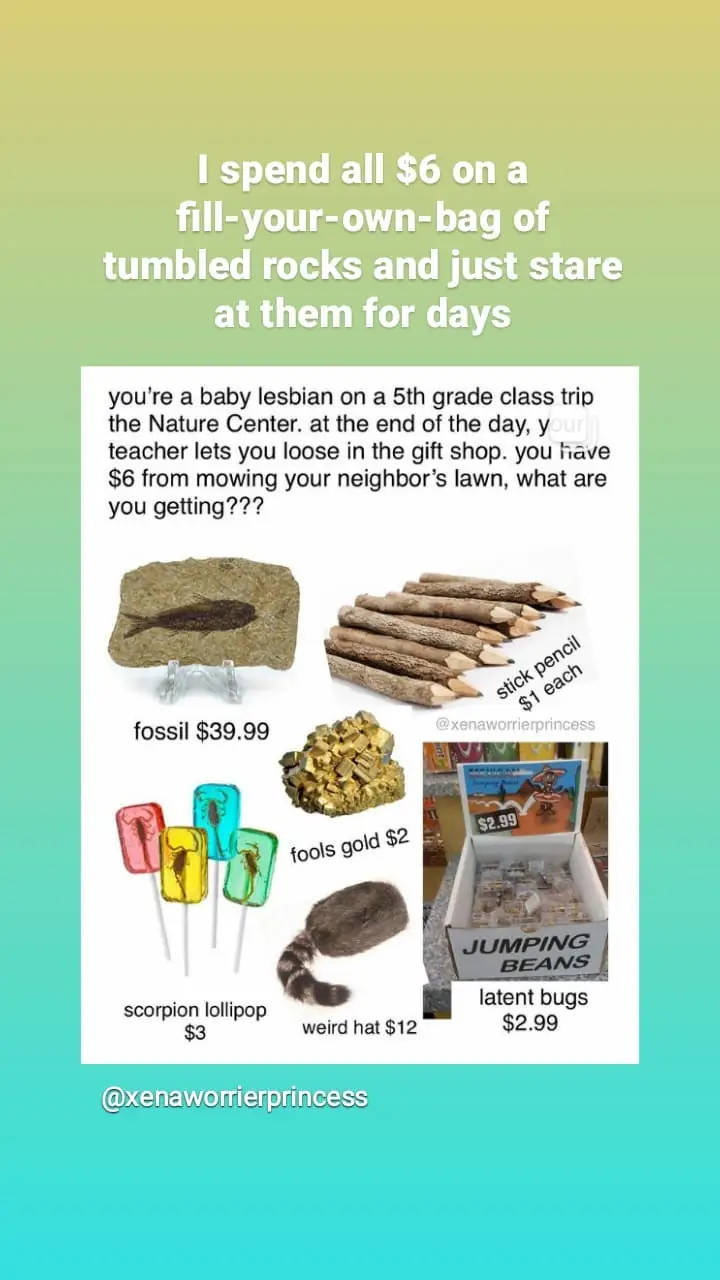 I spend all $6 on a
fill-your-own-bag of
tumbled rocks and just stare
at them for days
you're a baby lesbian on a 5th grade class trip
the Nature Center. at the end of the day, your
teacher lets you loose in the gift shop. you have
$6 from mowing your neighbor's lawn, what are
you getting???
stick pencil
$1 each
@xenaworrierprincess
fossil $39.99
fools gold $2
$2.99
JUMPING
BEANS
scorpion lollipop
$3
weird hat $12
latent bugs
$2.99
@xenaworrierprincess